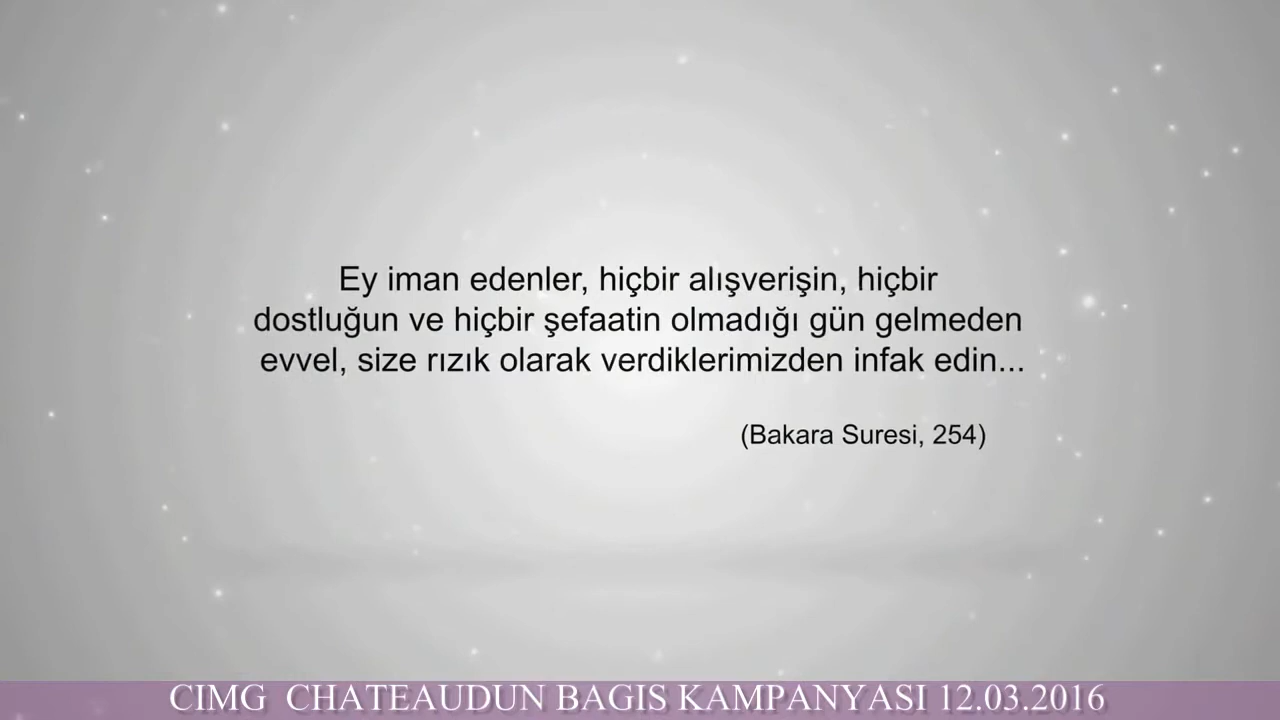 Ey iman edenler, hiçbir alışverişin, hiçbir
dostluğun ve hiçbir şefaatin olmadığı gün gelmeden
evvel, size rızık olarak verdiklerimizden infak edin...
(Bakara Suresi, 254)
CIMG CHATEAUDUN BAGIS KAMPANYASI 12.03.2016